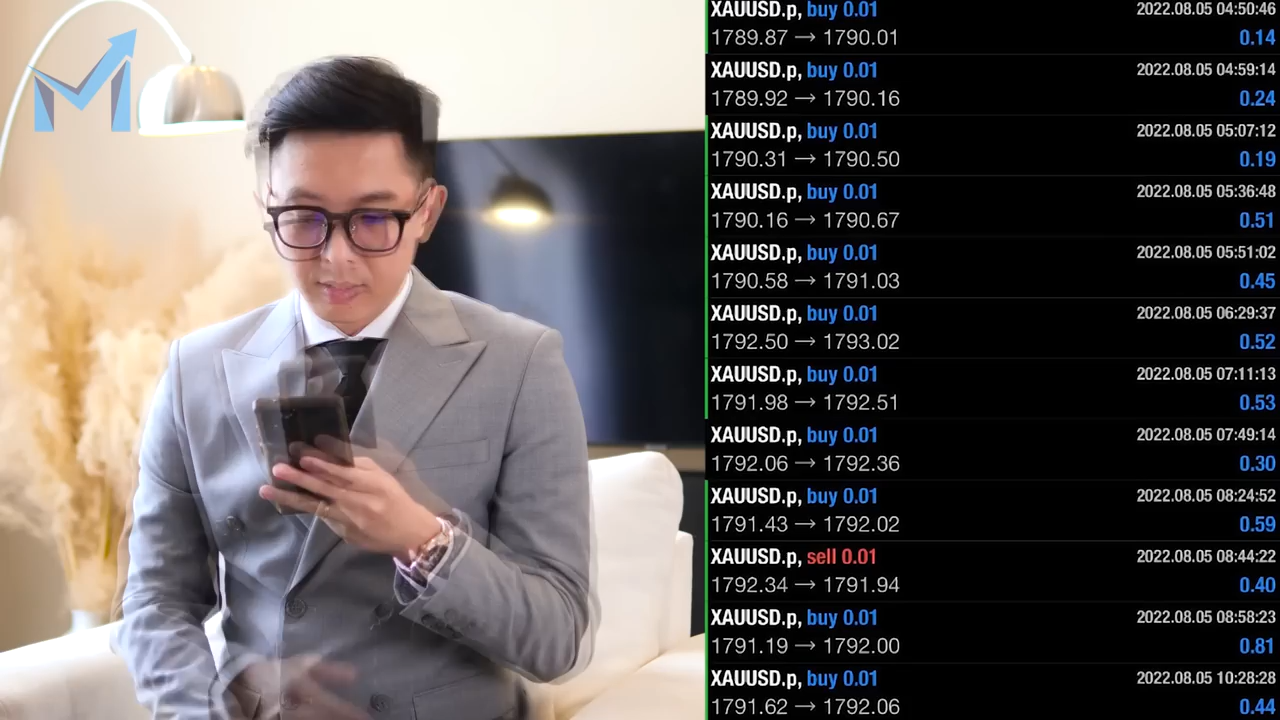 XAUUSD.p, buy 0.01 2022.08.05 04:50:46
1789.87 → 1790.01 0.14
XAUUSD.p, buy 0.01 2022.08.05 04:59:14
1789.92 → 1790.16 0.24
XAUUSD.p, buy 0.01 2022.08.05 05:07:12
1790.31 → 1790.50 0.19
XAUUSD.p, buy 0.01 2022.08.05 05:36:48
1790.16 → 1790.67 0.51
XAUUSD.p, buy 0.01 2022.08.05 05:51:02
1790.58 → 1791.03 0.45
XAUUSD.p, buy 0.01 2022.08.05 06:29:37
1792.50 → 1793.02 0.52
XAUUSD.p, buy 0.01 2022.08.05 07:11:13
1791.98 → 1792.51 0.53
XAUUSD.p, buy 0.01 2022.08.05 07:49:14
1792.06 → 1792.36 0.30
XAUUSD.p, buy 0.01 2022.08.05 08:24:52
1791.43 → 1792.02 0.59
XAUUSD.p, sell 0.01 2022.08.05 08:44:22
1792.34 → 1791.94 0.40
XAUUSD.p, buy 0.01 2022.08.05 08:58:23
1791.19 → 1792.00 0.81
XAUUSD.p, buy 0.01 2022.08.05 10:28:28
1791.62 → 1792.06 0.44